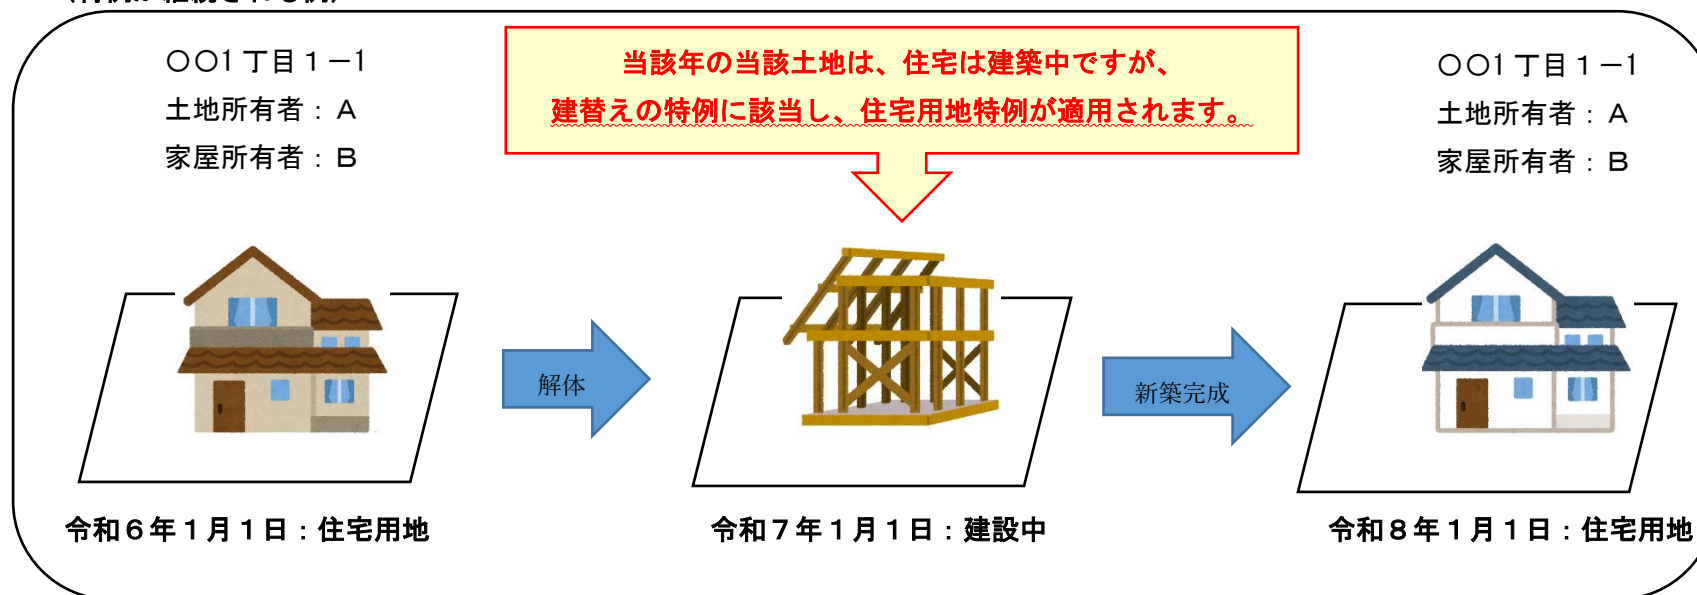 〇〇1丁目１－1
土地所有者：Ａ
家屋所有者：Ｂ
当該年の当該土地は、住宅は建築中ですが、
建替えの特例に該当し、住宅用地特例が適用されます。
〇〇1丁目１－1
土地所有者：Ａ
家屋所有者：Ｂ
解体
新築完成
令和６年１月１日：住宅用地
令和７年１月１日：建設中
令和８年１月１日：住宅用地